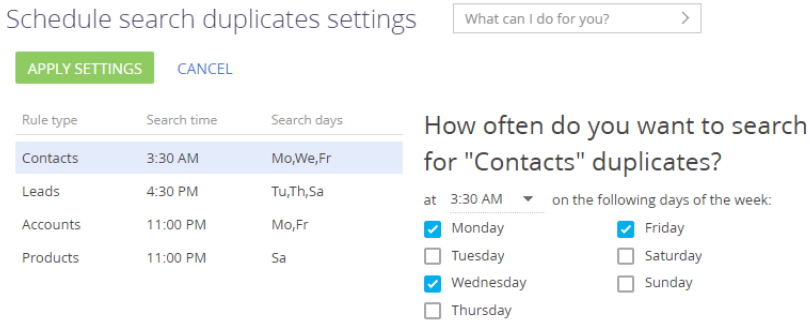 Schedule search duplicates settings
What can I do for you?
APPLY SETTINGS CANCEL
Rule type Search time Search days
Contacts 3:30 AM Mo,We,Fr
Leads 4:30 PM Tu,Th,Sa
Accounts 11:00 PM Mo,Fr
Products 11:00 PM Sa
How often do you want to search
for "Contacts" duplicates?
at 3:30 AM on the following days of the week:
Monday Friday
Tuesday Saturday
Wednesday Sunday
Thursday